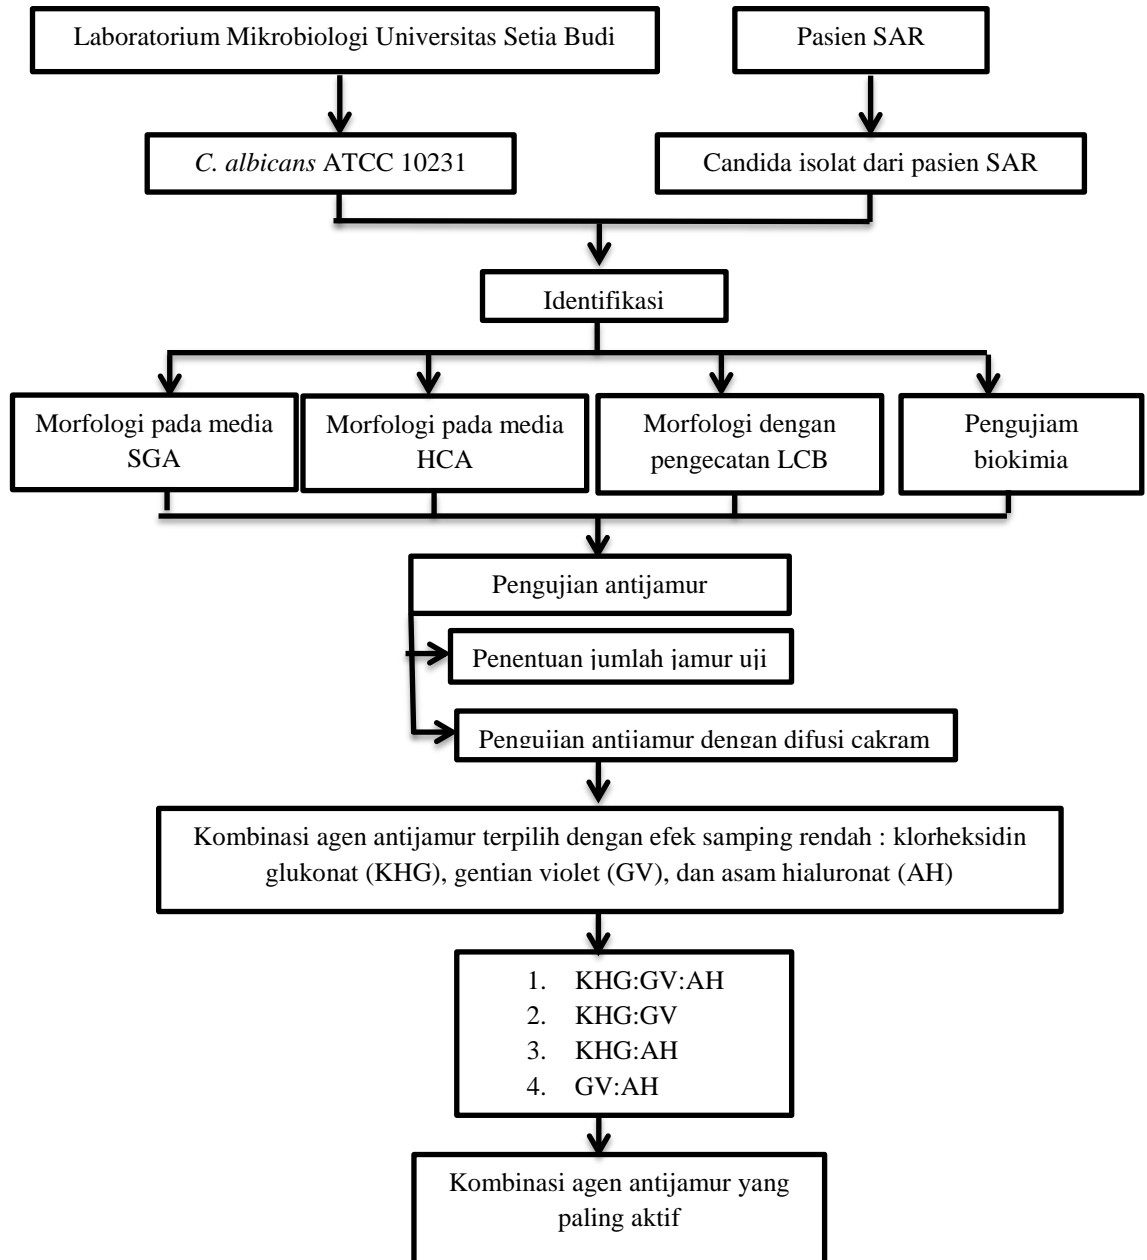 Laboratorium Mikrobiologi Universitas Setia Budi
Pasien SAR
C. albicans ATCC 10231
Candida isolat dari pasien SAR
Identifikasi
Morfologi pada media
SGA
Morfologi pada media
HCA
Morfologi dengan
pengecatan LCB
Pengujiam
biokimia
Pengujian antijamur
Penentuan jumlah jamur uji
Pengujian antijamur dengan difusi cakram
Kombinasi agen antijamur terpilih dengan efek samping rendah : klorheksidin
glukonat (KHG), gentian violet (GV), dan asam hialuronat (AH)
1. KHG:GV:AH
2. KHG:GV
3. KHG:AH
4. GV:AH
Kombinasi agen antijamur yang
paling aktif